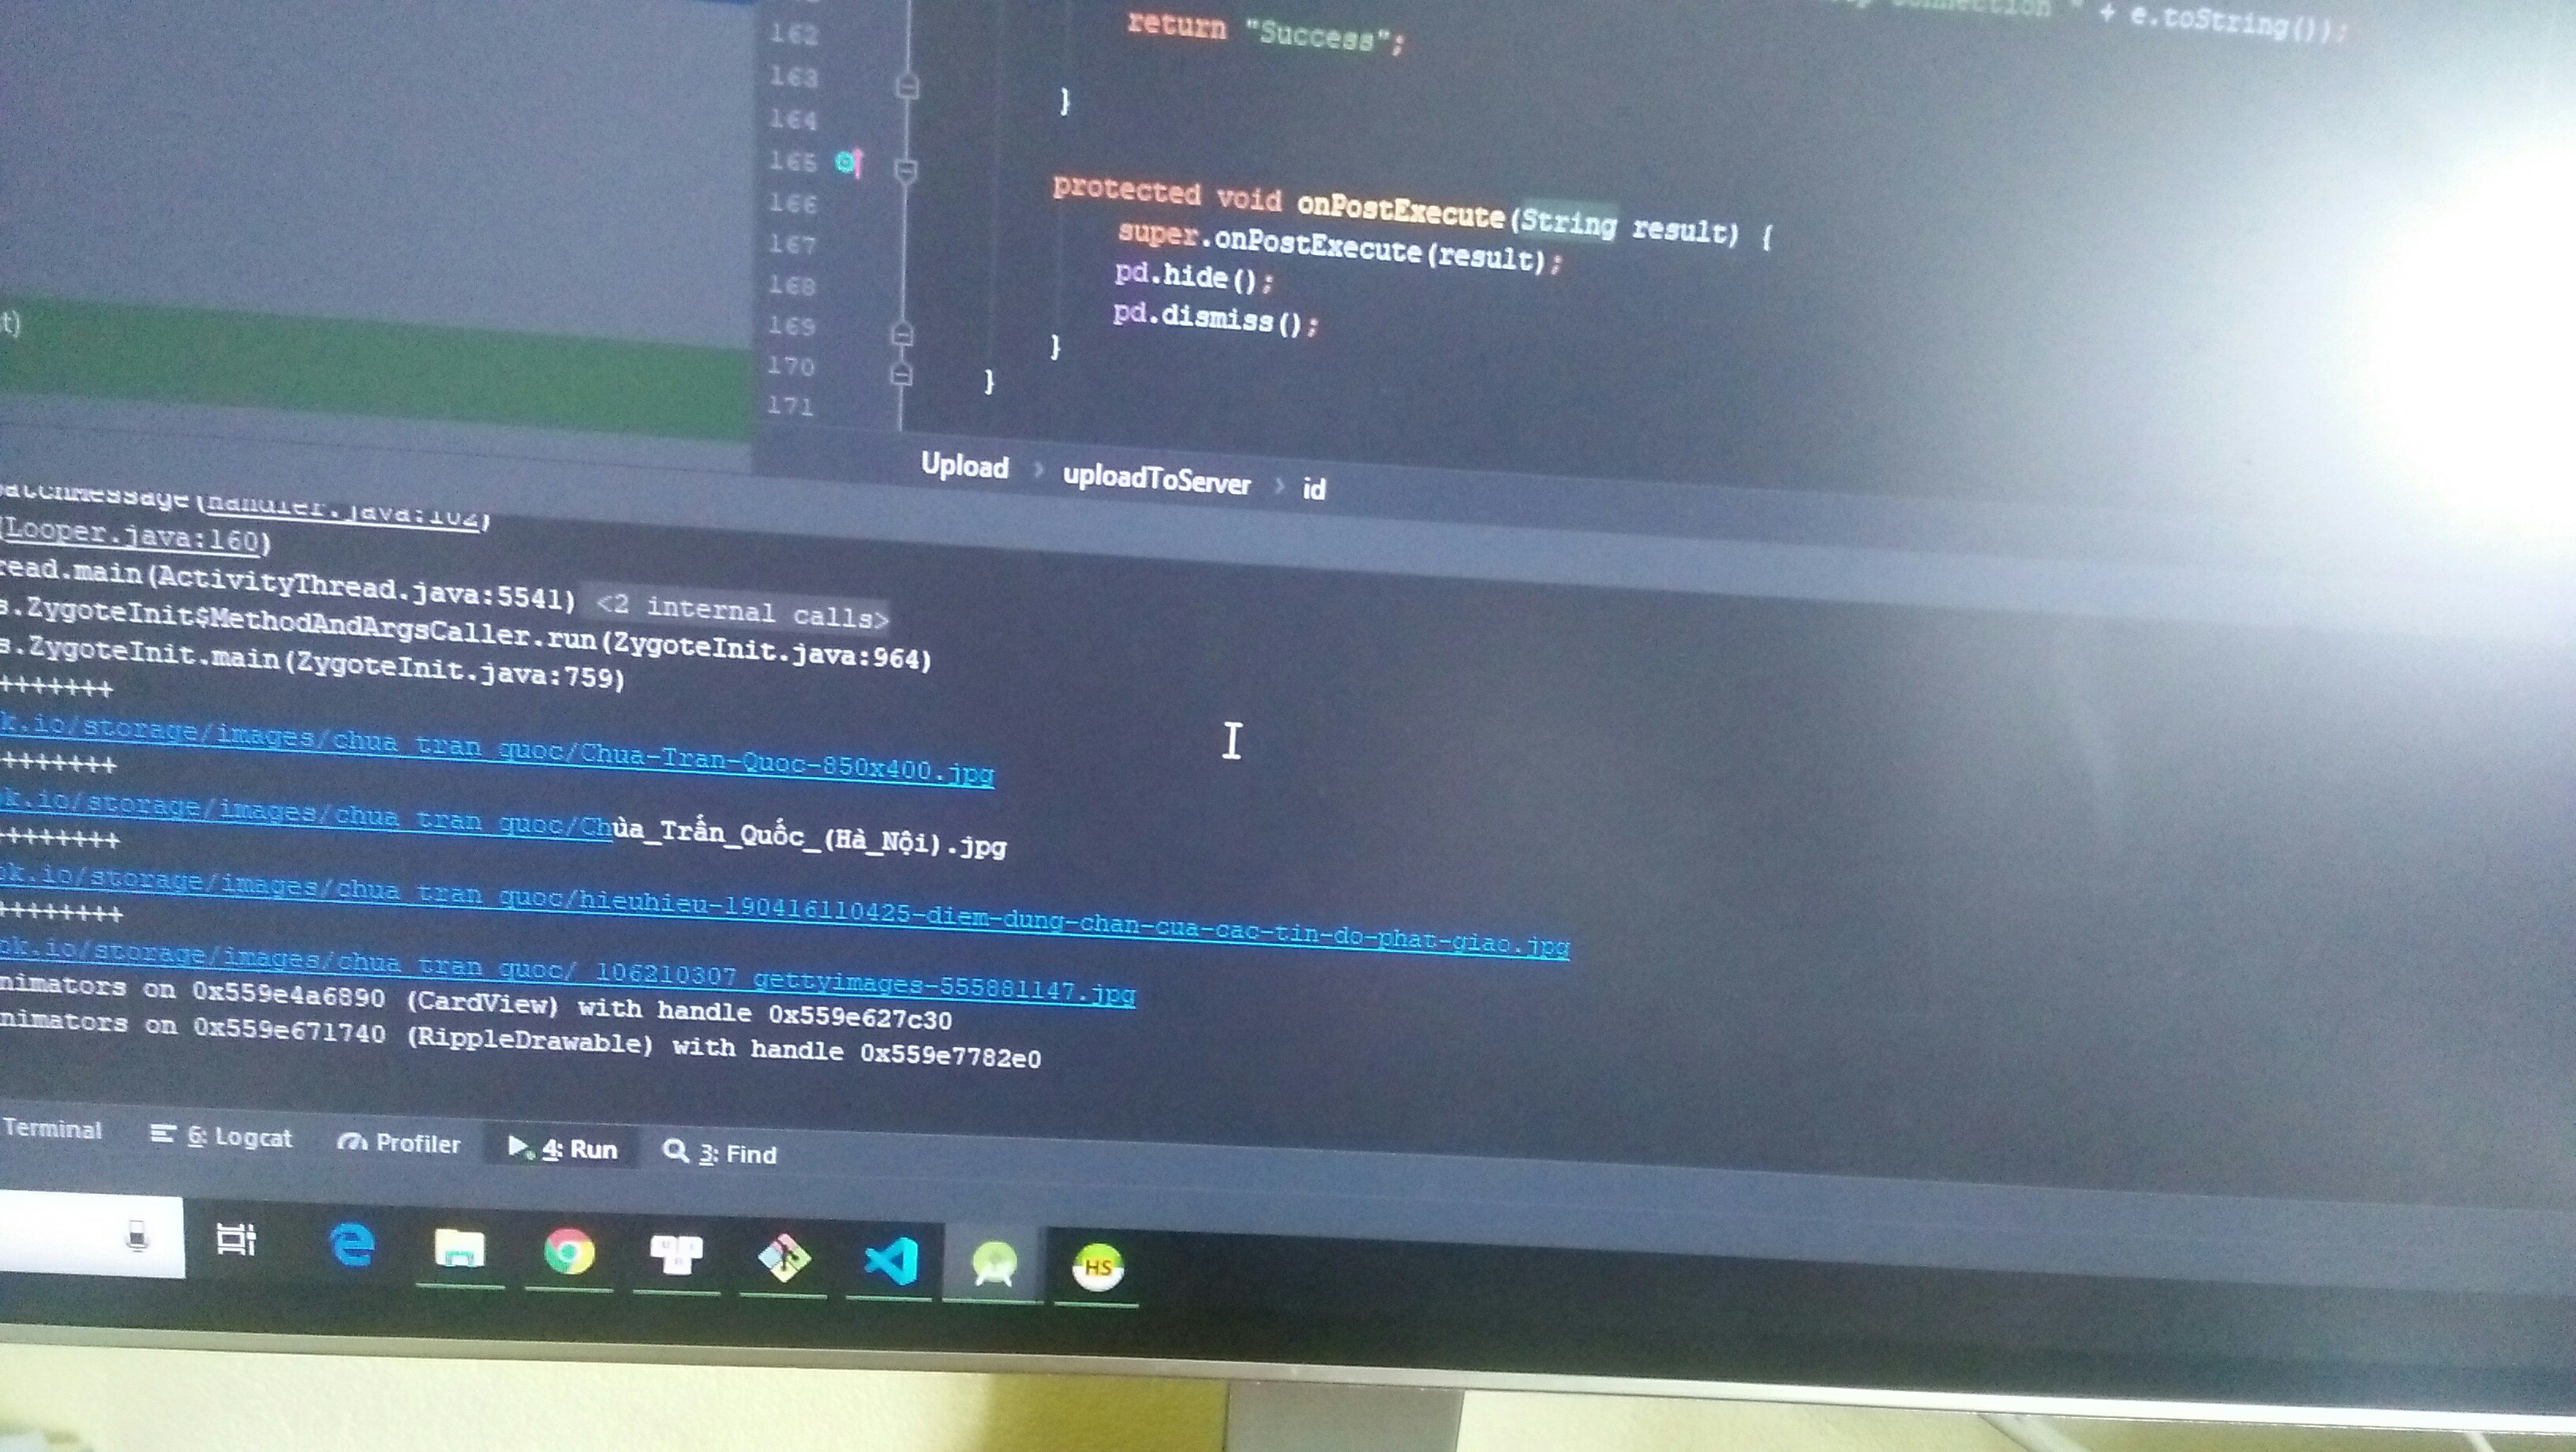 162
163
164
165
166
167
168
169
170
171
return "Success";
" + e.toString());
}
protected void onPostExecute(String result) {
super.onPostExecute(result);
pd.hide();
pd.dismiss();
}
}
t)
Upload > uploadToServer > id
(Handler.java:102)
(Looper.java:160)
read.main(ActivityThread.java:5541) <2 internal calls>
s.ZygoteInit$MethodAndArgsCaller.run(ZygoteInit.java:964)
s.ZygoteInit.main(ZygoteInit.java:759)
+++++++
k.io/storage/images/chua_tran_quoc/Chua-Tran-Quoc-850x400.jpg
+++++++
ok.io/storage/images/chua_tran_quoc/Chùa_Trấn_Quốc_(Hà_Nội).jpg
++++++++
ok.io/storage/images/chua_tran_quoc/hieuhieu-190416110425-diem-dung-chan-cua-cac-tin-do-phat-giao.jpg
++++++++
ok.io/storage/images/chua_tran_quoc/_106210307_gettyimages-555881147.jpg
nimators on 0x559e4a6890 (CardView) with handle 0x559e627c30
nimators on 0x559e671740 (RippleDrawable) with handle 0x559e7782e0
Terminal 6: Logcat Profiler 4: Run 3: Find
HS